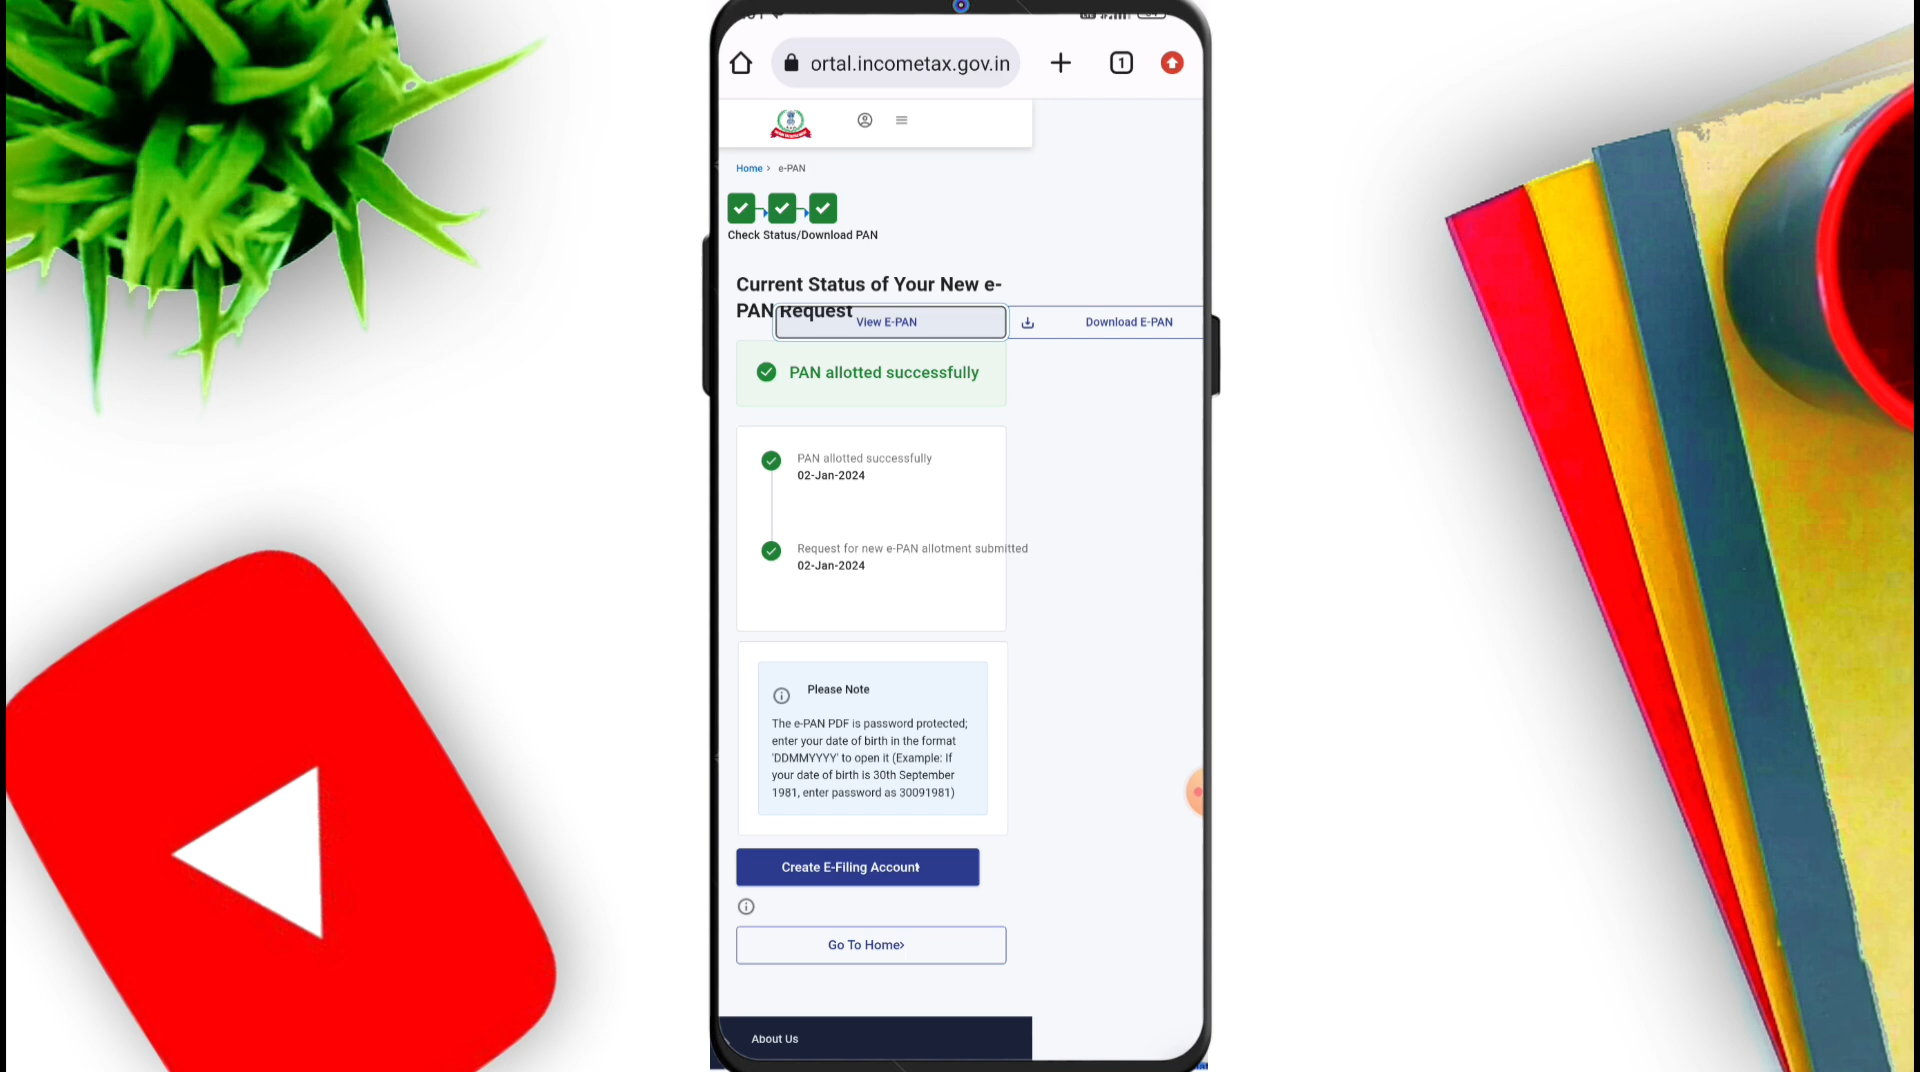 ortal.incometax.gov.in
1
Home > e-PAN
Check Status/Download PAN
Current Status of Your New e-
PAN Request
View E-PAN
Download E-PAN
PAN allotted successfully
PAN allotted successfully
02-Jan-2024
Request for new e-PAN allotment submitted
02-Jan-2024
Please Note
The e-PAN PDF is password protected;
enter your date of birth in the format
'DDMMYYYY' to open it (Example: If
your date of birth is 30th September
1981, enter password as 30091981)
Create E-Filing Account
Go To Home>
About Us